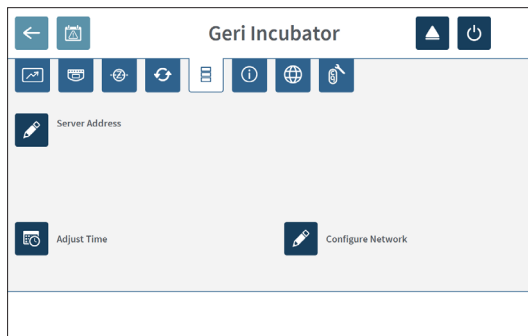 Geri Incubator
Server Address
Adjust Time
Configure Network